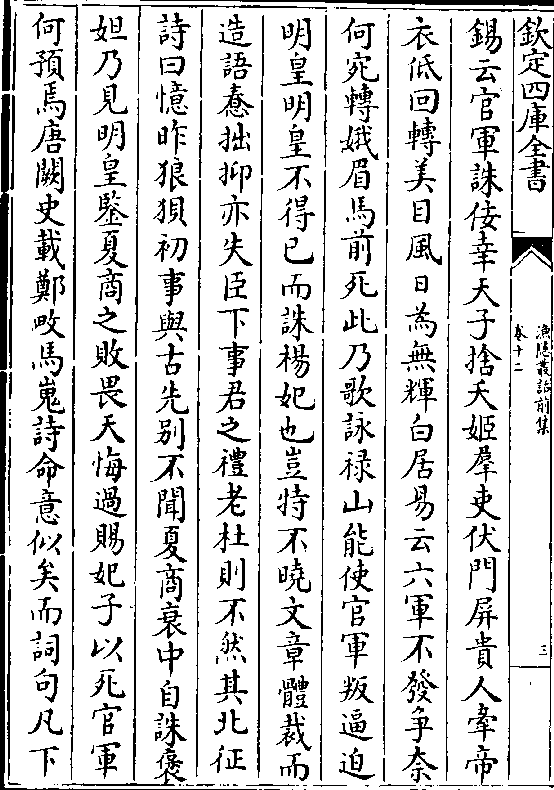 欽定四庫全書
漁隱叢話前集
卷十二
三
錫云官軍誅佞幸天子捨夭姬羣吏伏門屏貴人牽帝
衣低回轉美目風日為無輝白居易云六軍不發争奈
何宛轉娥眉馬前死此乃歌詠禄山能使官軍叛逼迫
明皇明皇不得已而誅楊妃也豈特不曉文章體裁而
造語惷拙抑亦失臣下事君之禮老杜則不然其北征
詩曰憶昨狼狽初事與古先别不聞夏商衰中自誅褒
妲乃見明皇鑒夏商之敗畏天悔過賜妃子以死官軍
何預焉唐闕史載鄭畋馬嵬詩命意似矣而詞句凡下